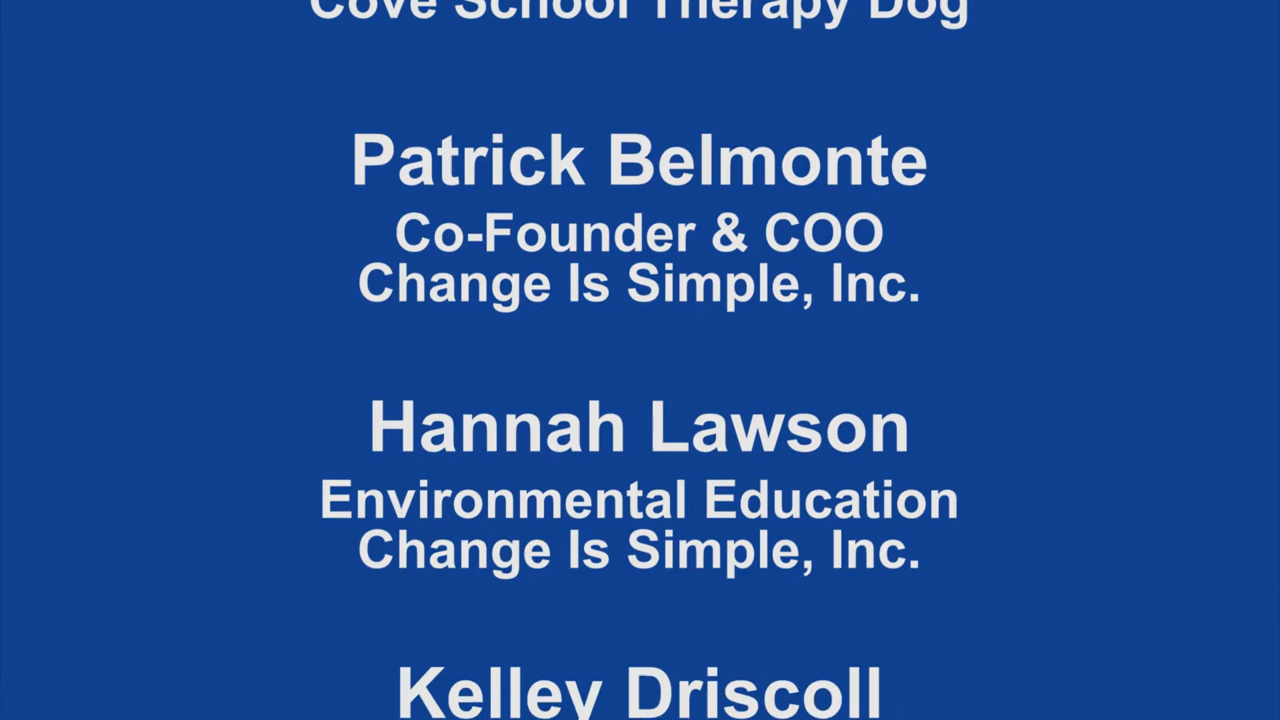 Cove School Therapy Dog
Patrick Belmonte
Co-Founder & COO
Change Is Simple, Inc.
Hannah Lawson
Environmental Education
Change Is Simple, Inc.
Kelley Driscoll